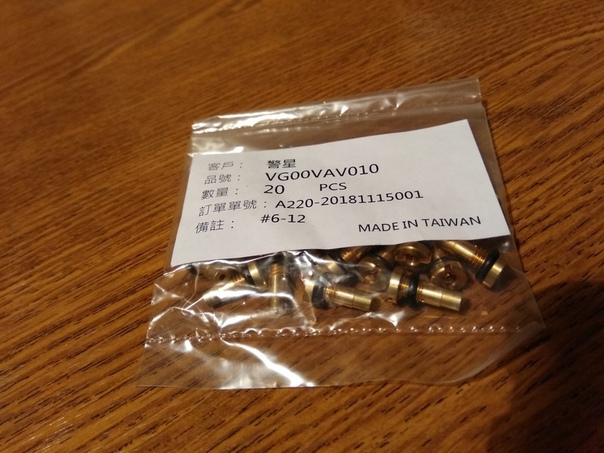 客戶： 警星
品號： VG00VAV010
數量： 20 PCS
訂單單號：A220-20181115001
備註： #6-12
MADE IN TAIWAN